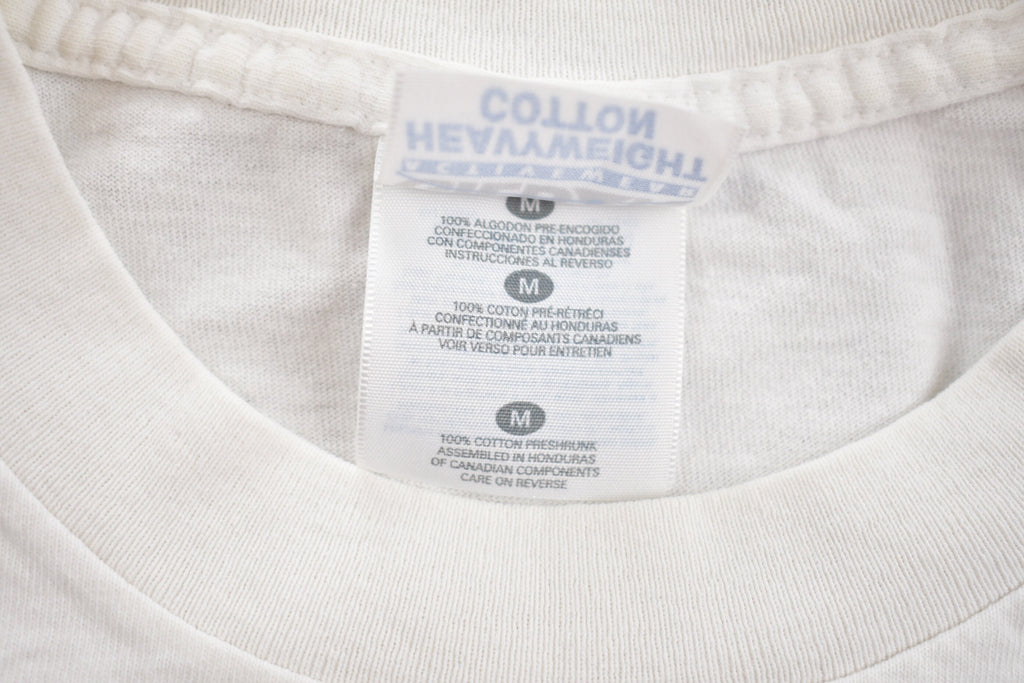 COTTON
HEAVYWEIGHT
ACTIVEWEAR
M
100% ALGODON PRE-ENCOGIDO
CONFECCIONADO EN HONDURAS
CON COMPONENTES CANADIENSES
INSTRUCCIONES AL REVERSO
M
100% COTON PRÉ-RÉTRÉCI
CONFECTIONNÉ AU HONDURAS
À PARTIR DE COMPOSANTS CANADIENS
VOIR VERSO POUR ENTRETIEN
M
100% COTTON PRESHRUNK
ASSEMBLED IN HONDURAS
OF CANADIAN COMPONENTS
CARE ON REVERSE